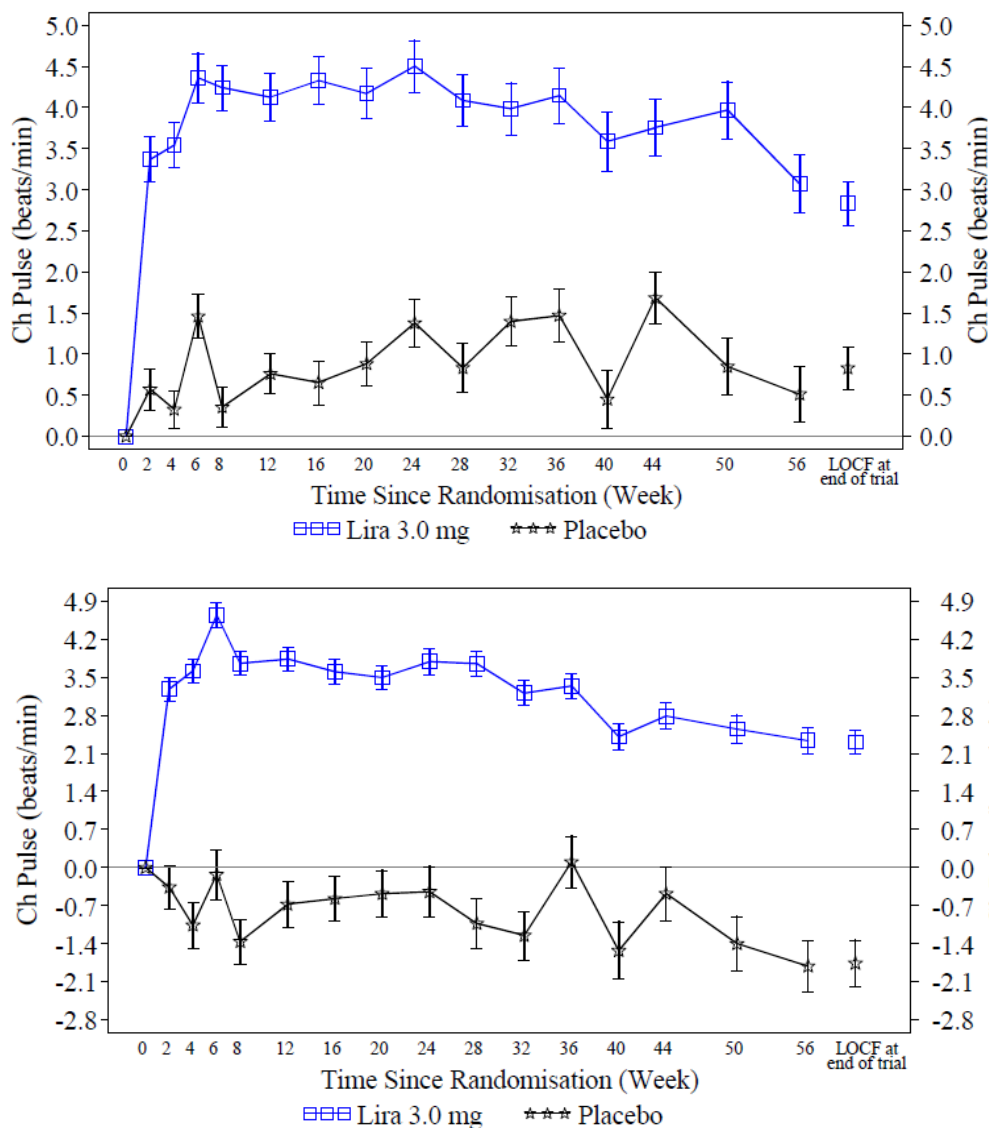 5.0 5.0
4.5 4.5
4.0 4.0
3.5 3.5
3.0 3.0
2.5 2.5
2.0 2.0
1.5 1.5
1.0 1.0
0.5 0.5
0.0 0.0
Ch Pulse (beats/min)
Ch Pulse (beats/min)
0 2 4 6 8 12 16 20 24 28 32 36 40 44 50 56 LOCF at
end of trial
Time Since Randomisation (Week)
Lira 3.0 mg Placebo
4.9 4.9
4.2 4.2
3.5 3.5
2.8 2.8
2.1 2.1
1.4 1.4
0.7 0.7
0.0 0.0
-0.7 -0.7
-1.4 -1.4
-2.1 -2.1
-2.8 -2.8
Ch Pulse (beats/min)
0 2 4 6 8 12 16 20 24 28 32 36 40 44 50 56 LOCF at
end of trial
Time Since Randomisation (Week)
Lira 3.0 mg Placebo